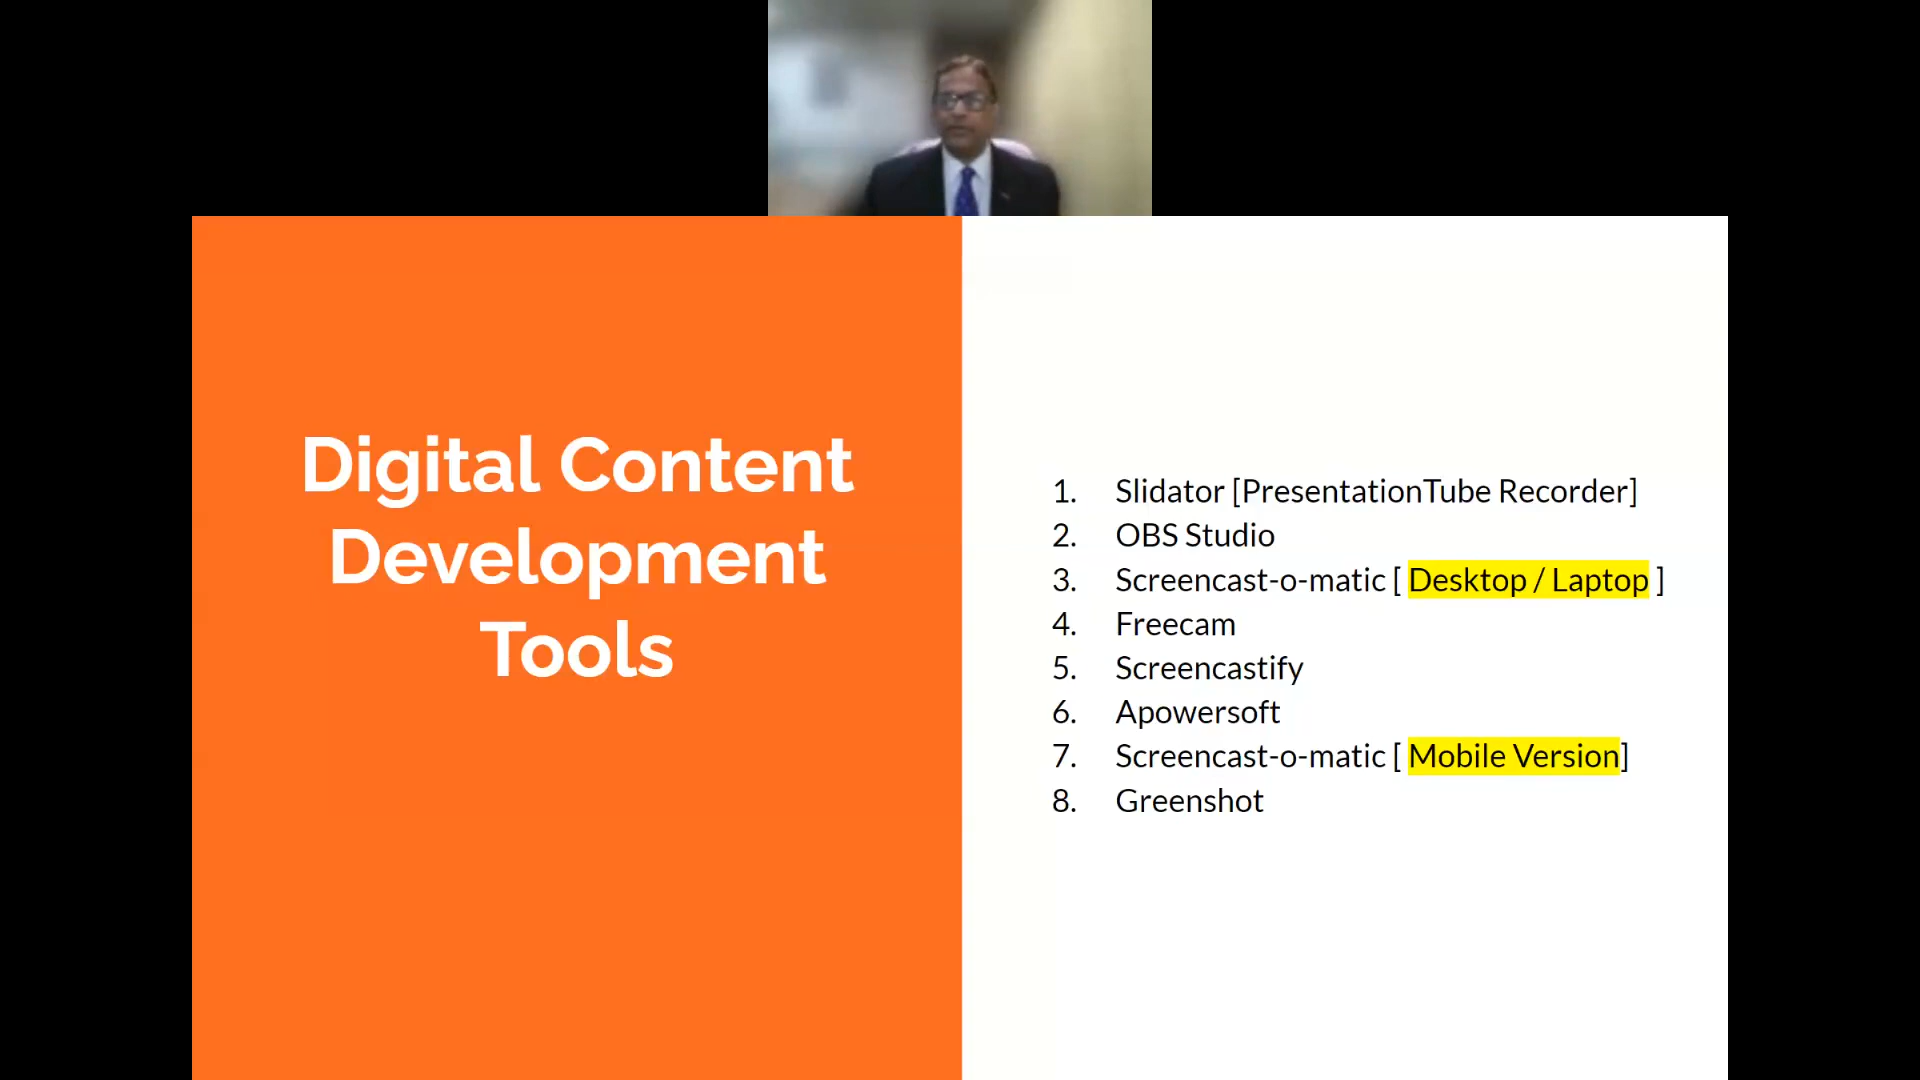 Digital Content
Development
Tools
1. Slidator [PresentationTube Recorder]
2. OBS Studio
3. Screencast-o-matic [ Desktop / Laptop ]
4. Freecam
5. Screencastify
6. Apowersoft
7. Screencast-o-matic [ Mobile Version]
8. Greenshot